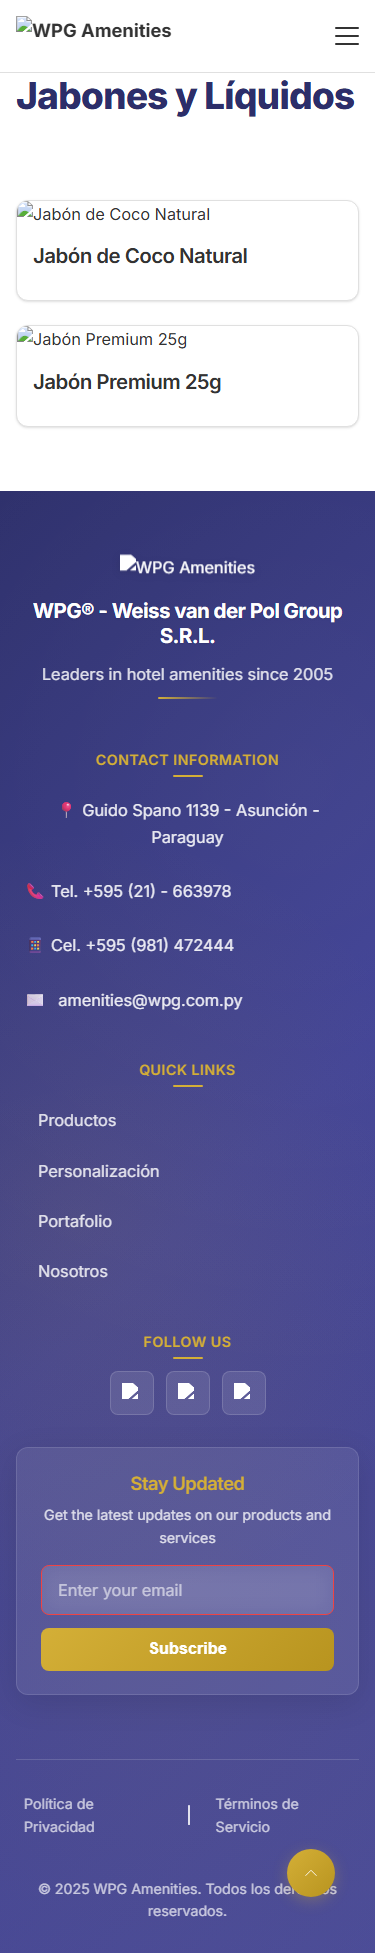 WPG Amenities
Jabones y Líquidos
Jabón de Coco Natural
Jabón de Coco Natural
Jabón Premium 25g
Jabón Premium 25g
WPG Amenities
WPG® - Weiss van der Pol Group
S.R.L.
Leaders in hotel amenities since 2005
CONTACT INFORMATION
📍 Guido Spano 1139 - Asunción -
Paraguay
📞 Tel. +595 (21) - 663978
📱 Cel. +595 (981) 472444
✉️ amenities@wpg.com.py
QUICK LINKS
Productos
Personalización
Portafolio
Nosotros
FOLLOW US
Stay Updated
Get the latest updates on our products and
services
Enter your email
Subscribe
Política de
Privacidad
|
Términos de
Servicio
© 2025 WPG Amenities. Todos los derechos
reservados.